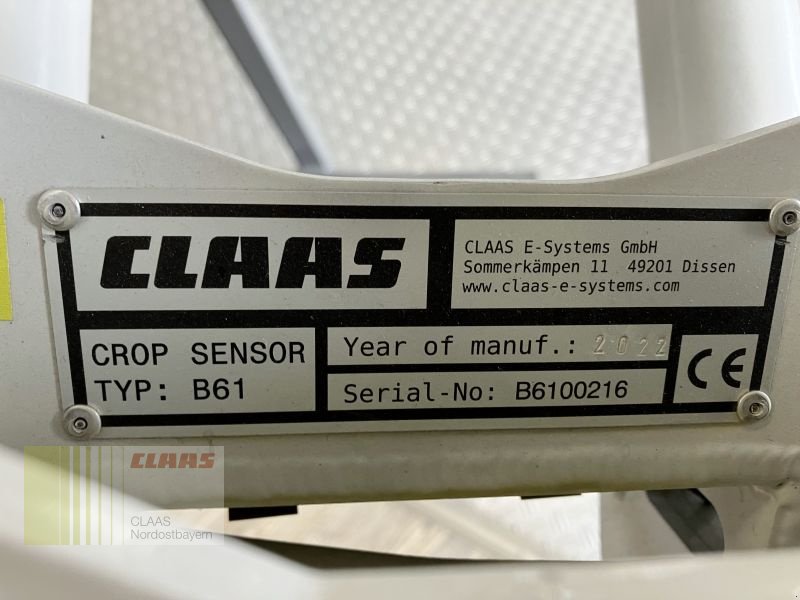 CLAAS
CLAAS E-Systems GmbH
Sommerkämpen 11 49201 Dissen
www.claas-e-systems.com
CROP SENSOR
TYP: B61
Year of manuf.: 2022
Serial-No: B6100216
CE
CLAAS
CLAAS
Nordostbayern